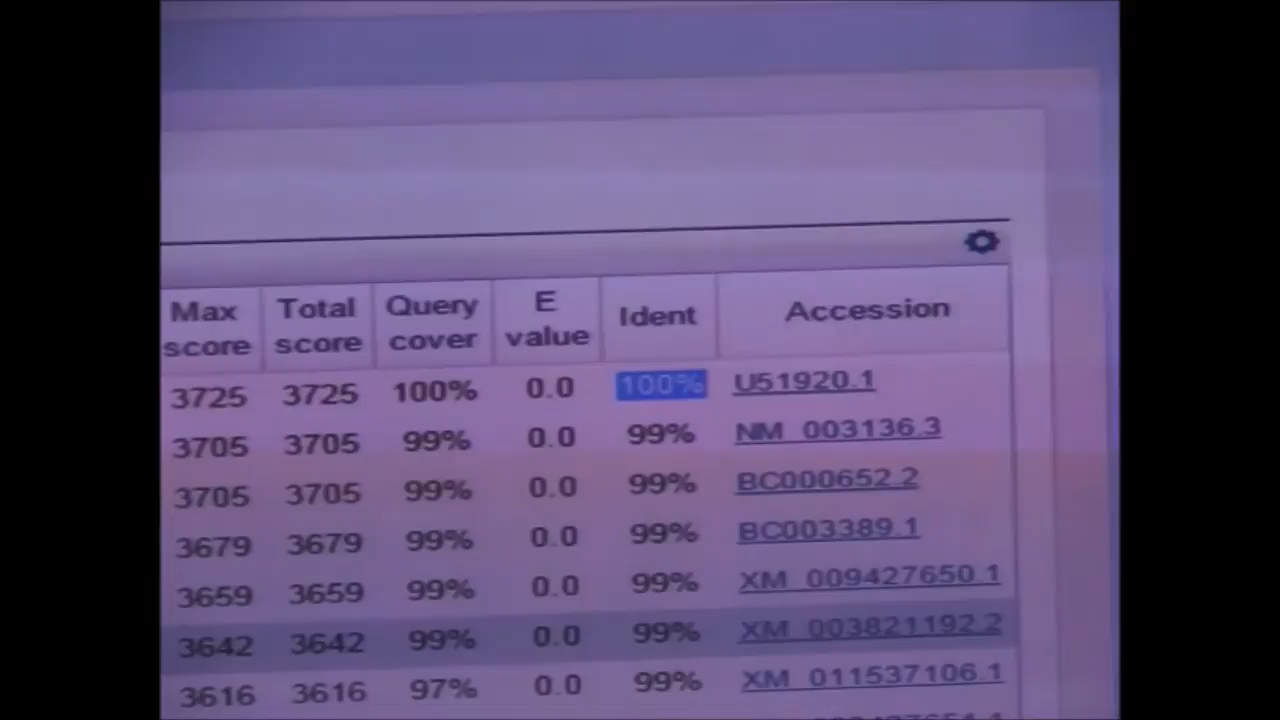 Max score Total score Query cover E value Ident Accession
3725 3725 100% 0.0 100% U51920.1
3705 3705 99% 0.0 99% NM_003136.3
3705 3705 99% 0.0 99% BC000652.2
3679 3679 99% 0.0 99% BC003389.1
3659 3659 99% 0.0 99% XM_009427650.1
3642 3642 99% 0.0 99% XM_003821192.2
3616 3616 97% 0.0 99% XM_011537106.1